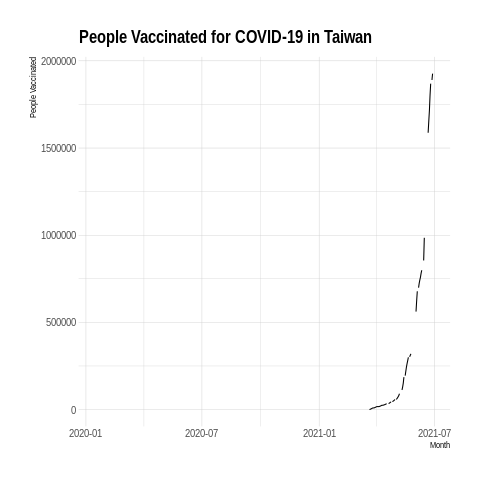 People Vaccinated for COVID-19 in Taiwan
People Vaccinated
2000000
1500000
1000000
500000
0
2020-01 2020-07 2021-01 2021-07
Month